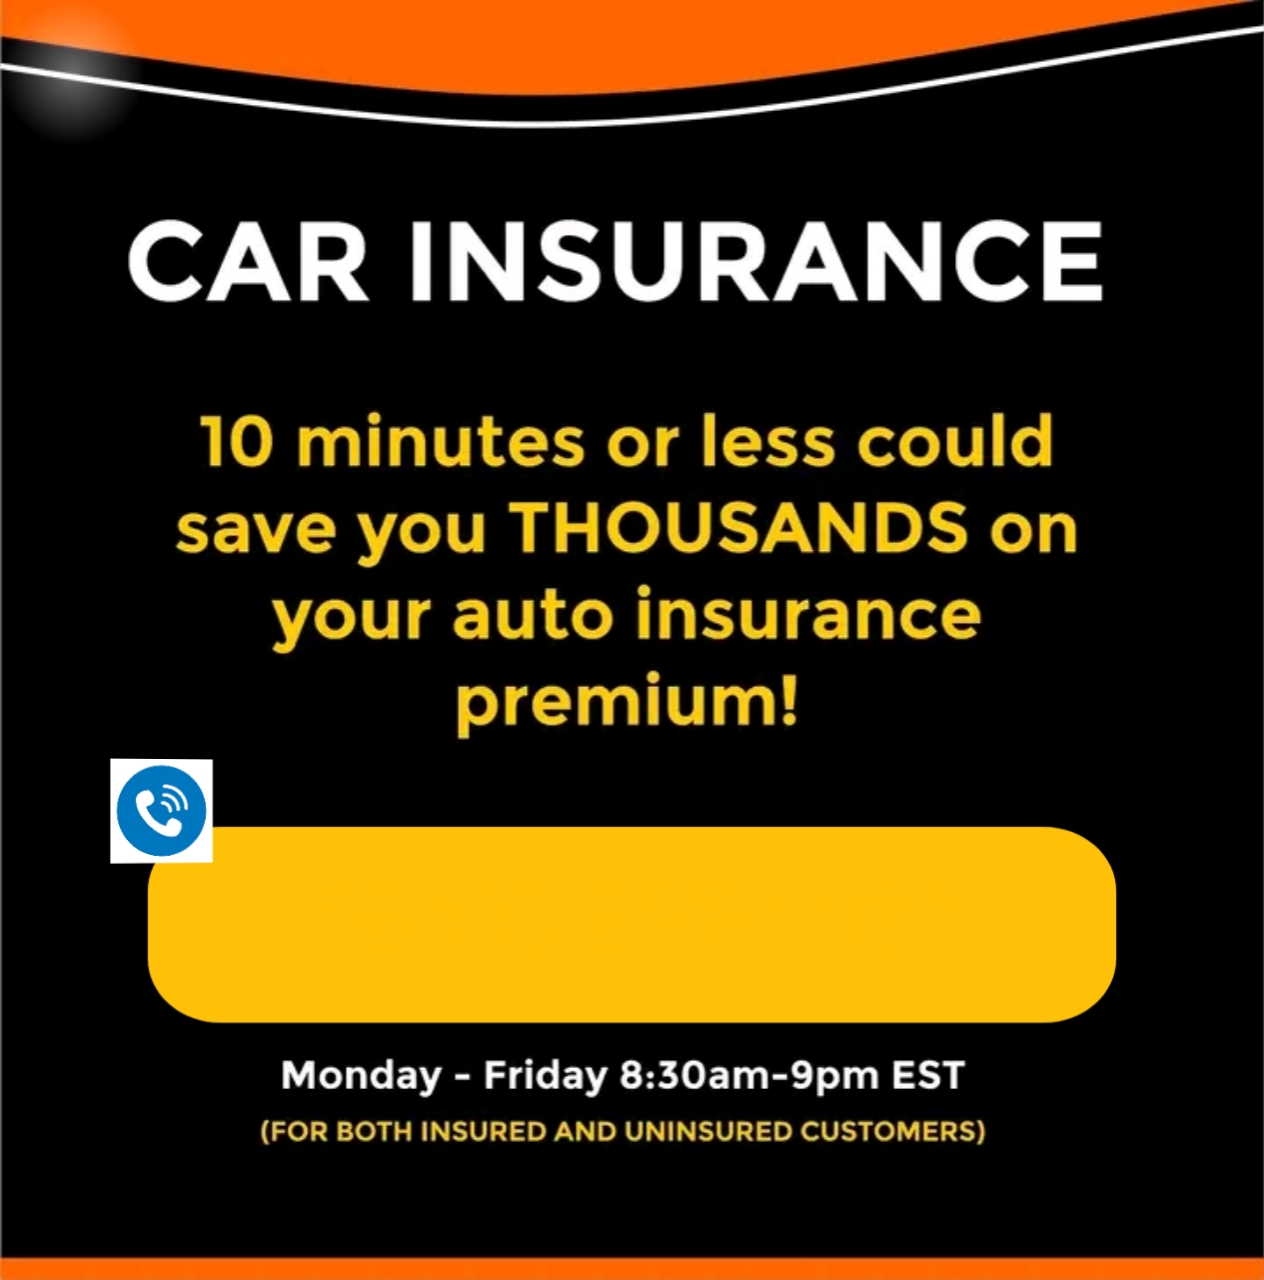 CAR INSURANCE
10 minutes or less could
save you THOUSANDS on
your auto insurance
premium!
Monday - Friday 8:30am-9pm EST
(FOR BOTH INSURED AND UNINSURED CUSTOMERS)